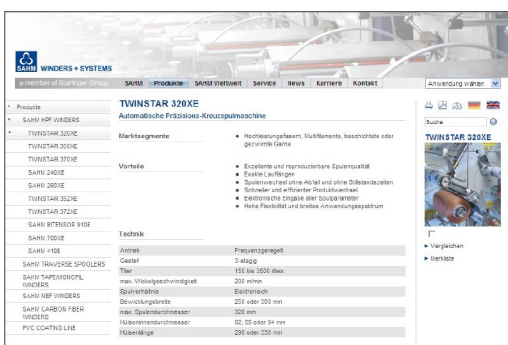 SAHM
WINDERS + SYSTEMS
a member of Starlinger Group
SAHM Produkte SAHM Weltweit Service News Karriere Kontakt
Anwendung wählen
Produkte
SAHM HPF WINDERS
TWINSTAR 320XE
TWINSTAR 350XE
TWINSTAR 370XE
SAHM 240XE
SAHM 260XE
TWINSTAR 352XE
TWINSTAR 372XE
SAHM BITENSOR 910E
SAHM 700XE
SAHM 410E
SAHM TRAVERSE SPOOLERS
SAHM TAPE/MONOFIL
WINDERS
SAHM NEF WINDERS
SAHM CARBON FIBER
WINDERS
PVC COATING LINE
TWINSTAR 320XE
Automatische Präzisions-Kreuzspulmaschine
Marktsegmente
Hochleistungsfasern, Multifilemente, beschichtete oder
gezwirnte Garne
Vorteile
Exzellente und reproduzierbare Spulenqualität
Exakte Lauflängen
Spulenwechsel ohne Abfall und ohne Stillstandszeiten
Schneller und effizienter Produktwechsel
Elektronische Eingabe aller Spulparameter
Hohe Flexibilität und breites Anwendungsspektrum
Technik
Antrieb Frequenzgeregelt
Gestell 3-etagig
Titer 150 bis 3500 dtex
max. Wickelgeschwindigkeit 200 m/min
Spulverhältnis Elektronisch
Bewicklungsbreite 250 oder 300 mm
max. Spulendurchmesser 320 mm
Hülseninnendurchmesser 82, 85 oder 94 mm
Hülsenlänge 290 oder 330 mm
Suche
TWINSTAR 320XE
Vergleichen
Merkliste